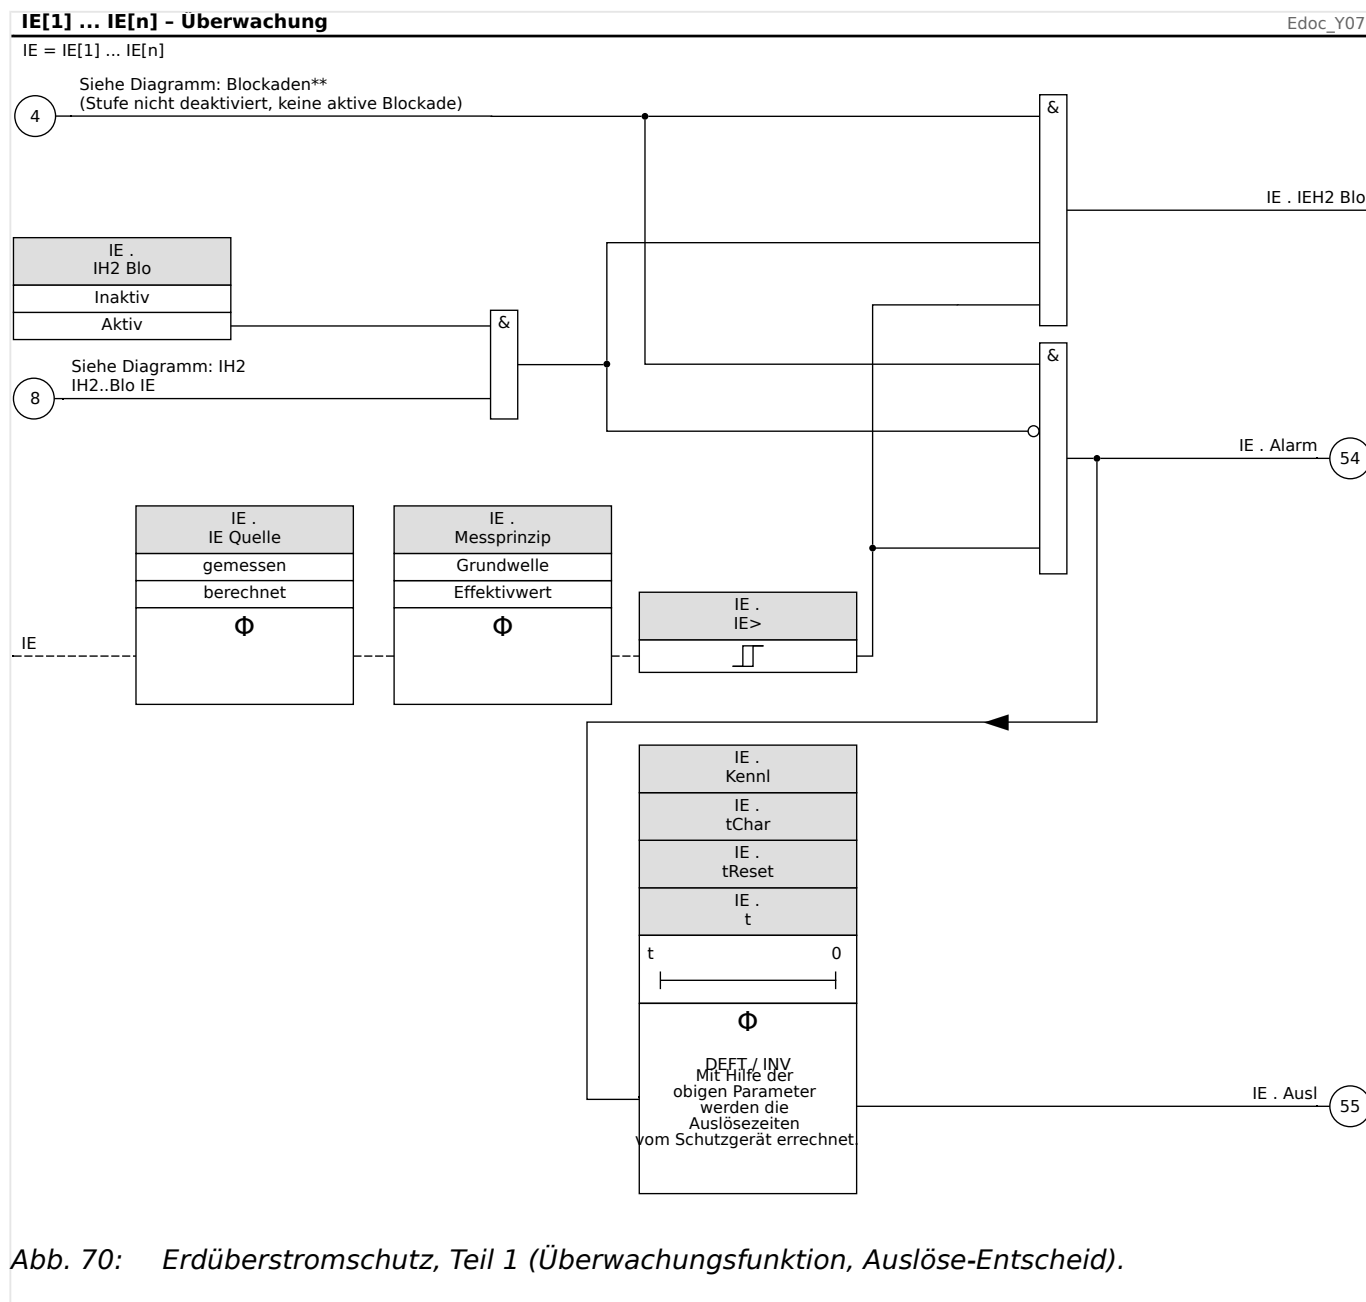 IE[1] ... IE[n] – Überwachung
Edoc_Y07
IE = IE[1] ... IE[n]
Siehe Diagramm: Blockaden**
(Stufe nicht deaktiviert, keine aktive Blockade)
4
&
IE . IEH2 Blo
IE .
IH2 Blo
Inaktiv
Aktiv
&
Siehe Diagramm: IH2
IH2..Blo IE
8
&
IE . Alarm
54
IE .
IE Quelle
gemessen
berechnet
Φ
IE .
Messprinzip
Grundwelle
Effektivwert
Φ
IE .
IE>
IE
IE .
Kennl
IE .
tChar
IE .
tReset
IE .
t
t 0
Φ
DEFT / INV
Mit Hilfe der
obigen Parameter
werden die
Auslösezeiten
vom Schutzgerät errechnet.
IE . Ausl
55
Abb. 70: Erdüberstromschutz, Teil 1 (Überwachungsfunktion, Auslöse-Entscheid).